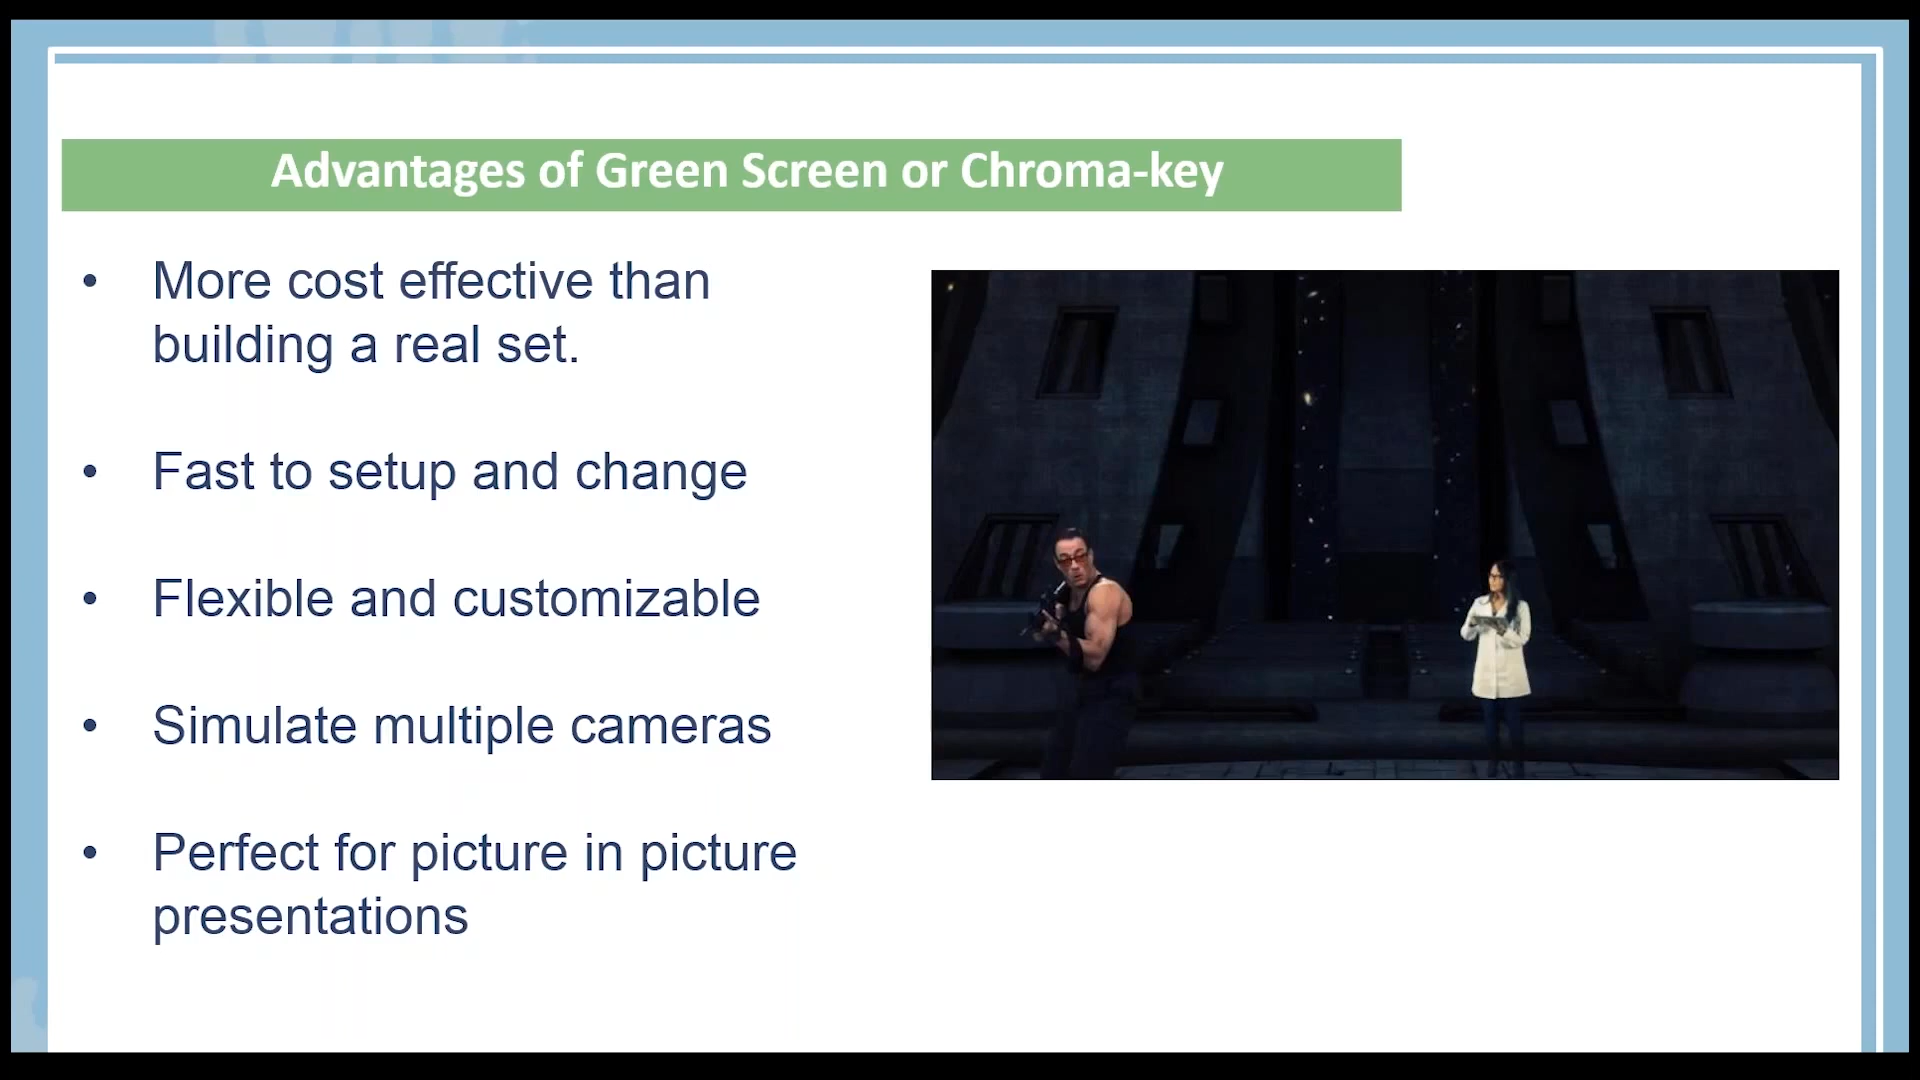 Advantages of Green Screen or Chroma-key
• More cost effective than
building a real set.
• Fast to setup and change
• Flexible and customizable
• Simulate multiple cameras
• Perfect for picture in picture
presentations